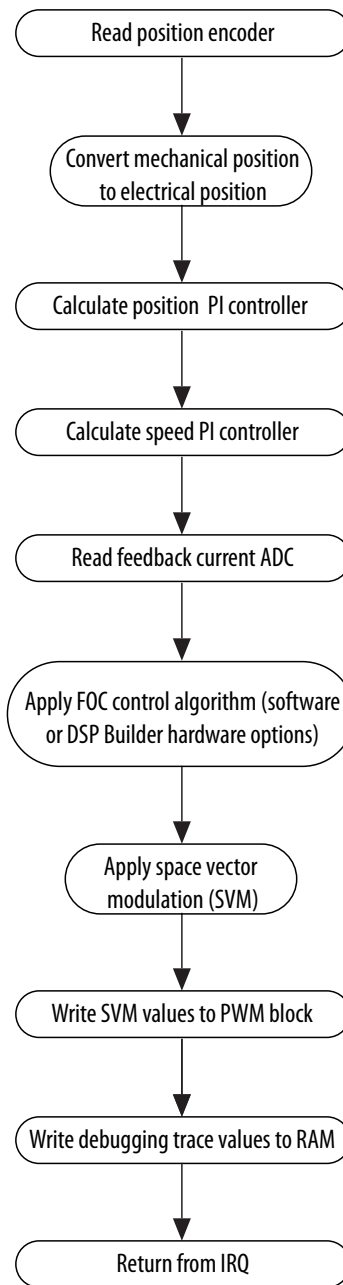 Read position encoder
Convert mechanical position
to electrical position
Calculate position PI controller
Calculate speed PI controller
Read feedback current ADC
Apply FOC control algorithm (software
or DSP Builder hardware options)
Apply space vector
modulation (SVM)
Write SVM values to PWM block
Write debugging trace values to RAM
Return from IRQ